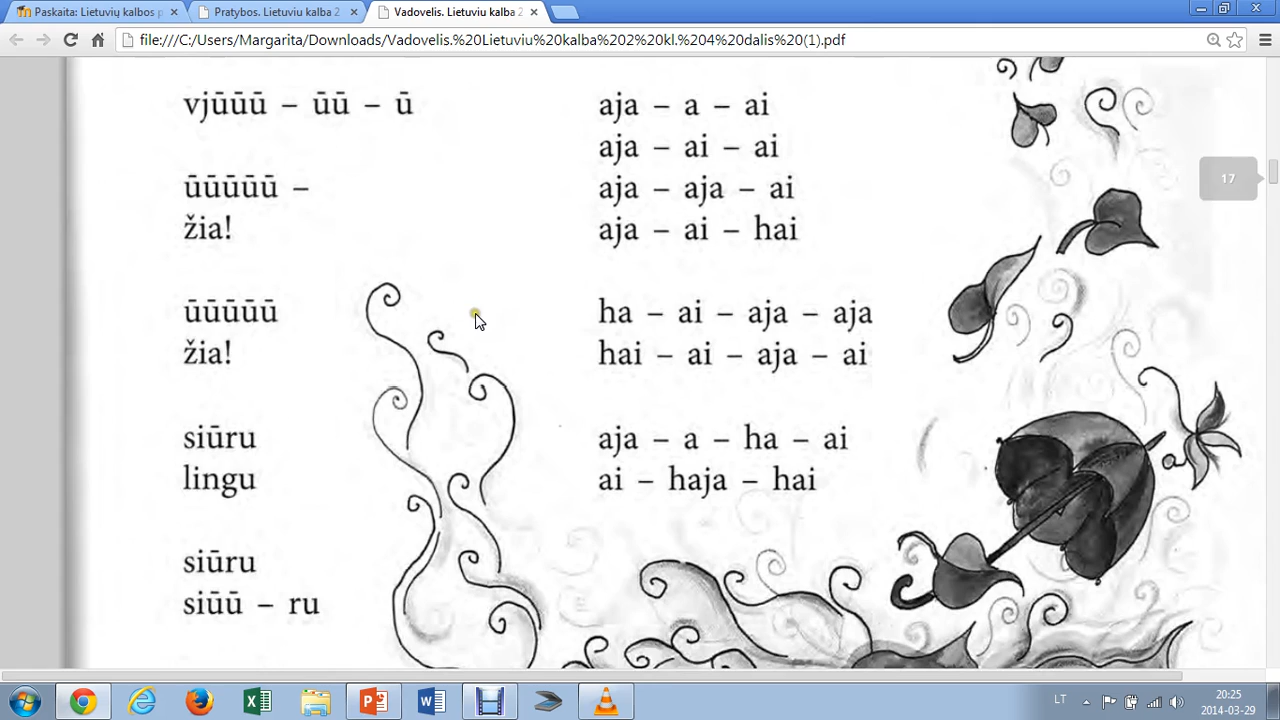 Paskaita: Lietuvių kalbos p
Pratybos. Lietuviu kalba 2
Vadovelis. Lietuviu kalba 2
file:///C:/Users/Margarita/Downloads/Vadovelis.%20Lietuviu%20kalba%202%20kl.%204%20dalis%20(1).pdf
vjūūū – ūū – ū
ūūūūū –
žia!
ūūūūū
žia!
siūru
lingu
siūru
siūū – ru
aja – a – ai
aja – ai – ai
aja – aja – ai
aja – ai – hai
ha – ai – aja – aja
hai – ai – aja – ai
aja – a – ha – ai
ai – haja – hai
17
LT
20:25
2014-03-29